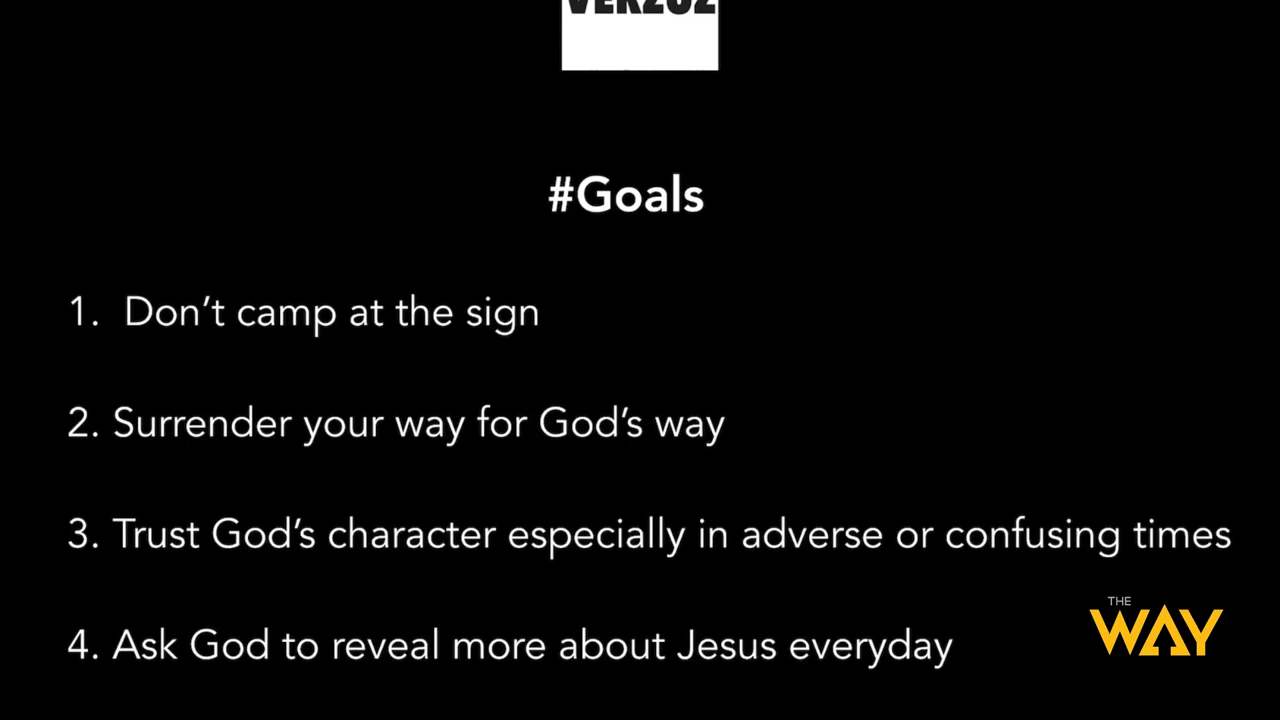 VERZUZ
#Goals
1. Don't camp at the sign
2. Surrender your way for God's way
3. Trust God's character especially in adverse or confusing times
4. Ask God to reveal more about Jesus everyday
THE
WAY